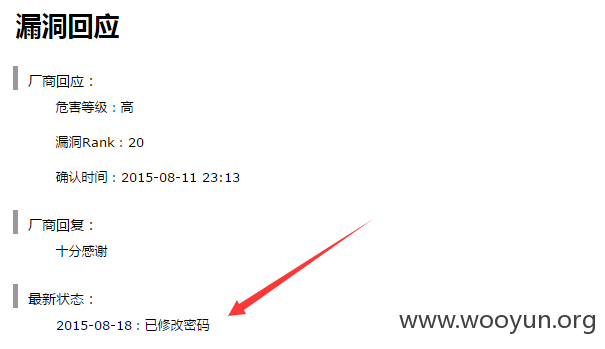 漏洞回应
厂商回应：
危害等级：高
漏洞Rank：20
确认时间：2015-08-11 23:13
厂商回复：
十分感谢
最新状态：
2015-08-18：已修改密码
www.wooyun.org